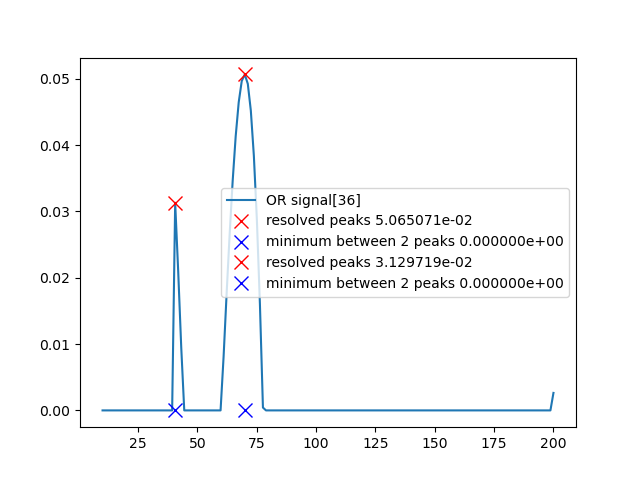 0.05
0.04
0.03
0.02
0.01
0.00
OR signal[36]
resolved peaks 5.065071e-02
minimum between 2 peaks 0.000000e+00
resolved peaks 3.129719e-02
minimum between 2 peaks 0.000000e+00
25 50 75 100 125 150 175 200